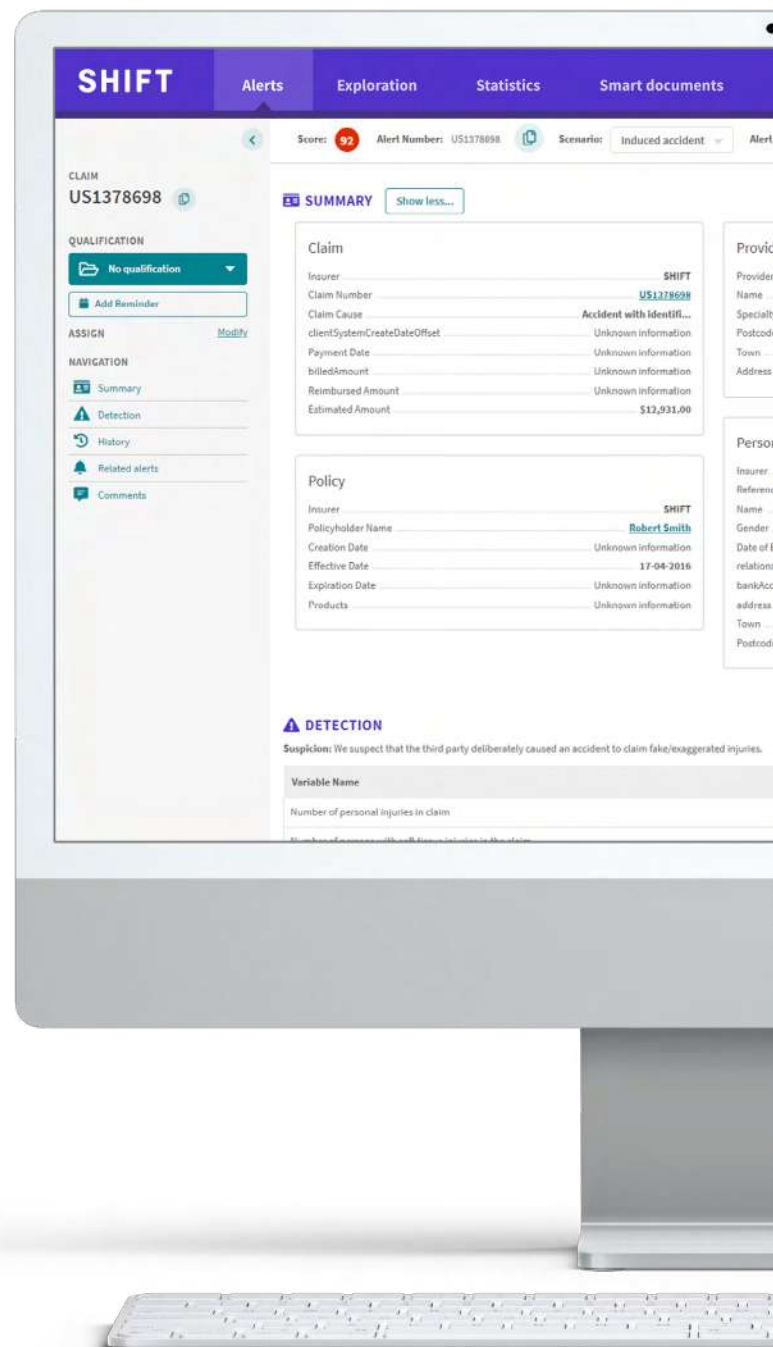 SHIFT Alerts Exploration Statistics Smart documents
Score: 92 Alert Number: US1378698 Scenario: Induced accident Alert
CLAIM
US1378698
SUMMARY Show less...
QUALIFICATION
No qualification
Add Reminder
ASSIGN Modify
NAVIGATION
Summary
Detection
History
Related alerts
Comments
Claim
Insurer SHIFT
Claim Number US1378698
Claim Cause Accident with identifi...
clientSystemCreateDateOffset Unknown information
Payment Date Unknown information
billedAmount Unknown information
Reimbursed Amount Unknown information
Estimated Amount $12,931.00
Policy
Insurer SHIFT
Policyholder Name Robert Smith
Creation Date Unknown information
Effective Date 17-04-2016
Expiration Date Unknown information
Products Unknown information
Provid
Provider
Name
Specialt
Postcode
Town
Address
Person
Insurer
Referenc
Name
Gender
Date of B
relations
bankAcc
address
Town
Postcode
DETECTION
Suspicion: We suspect that the third party deliberately caused an accident to claim fake/exaggerated injuries.
Variable Name
Number of personal injuries in claim